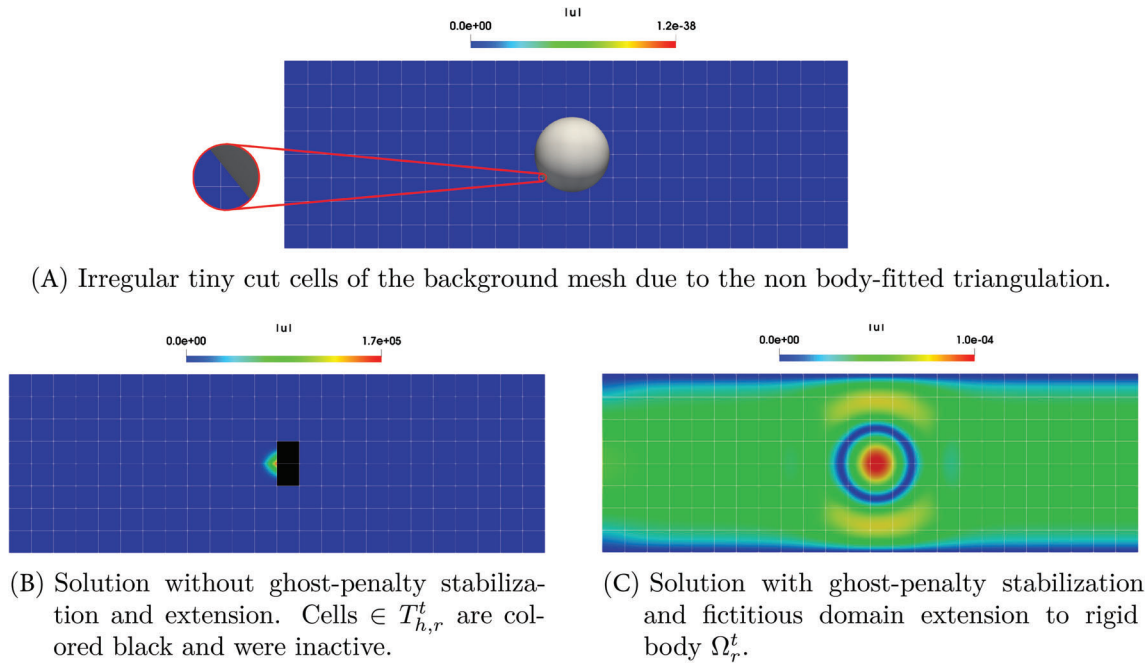 |u|
0.0e+00 1.2e-38
(A) Irregular tiny cut cells of the background mesh due to the non body-fitted triangulation.
|u|
0.0e+00 1.7e+05
(B) Solution without ghost-penalty stabiliza-
tion and extension. Cells ∈ T^t_{h,r} are col-
ored black and were inactive.
|u|
0.0e+00 1.0e-04
(C) Solution with ghost-penalty stabilization
and fictitious domain extension to rigid
body Ω^t_r.